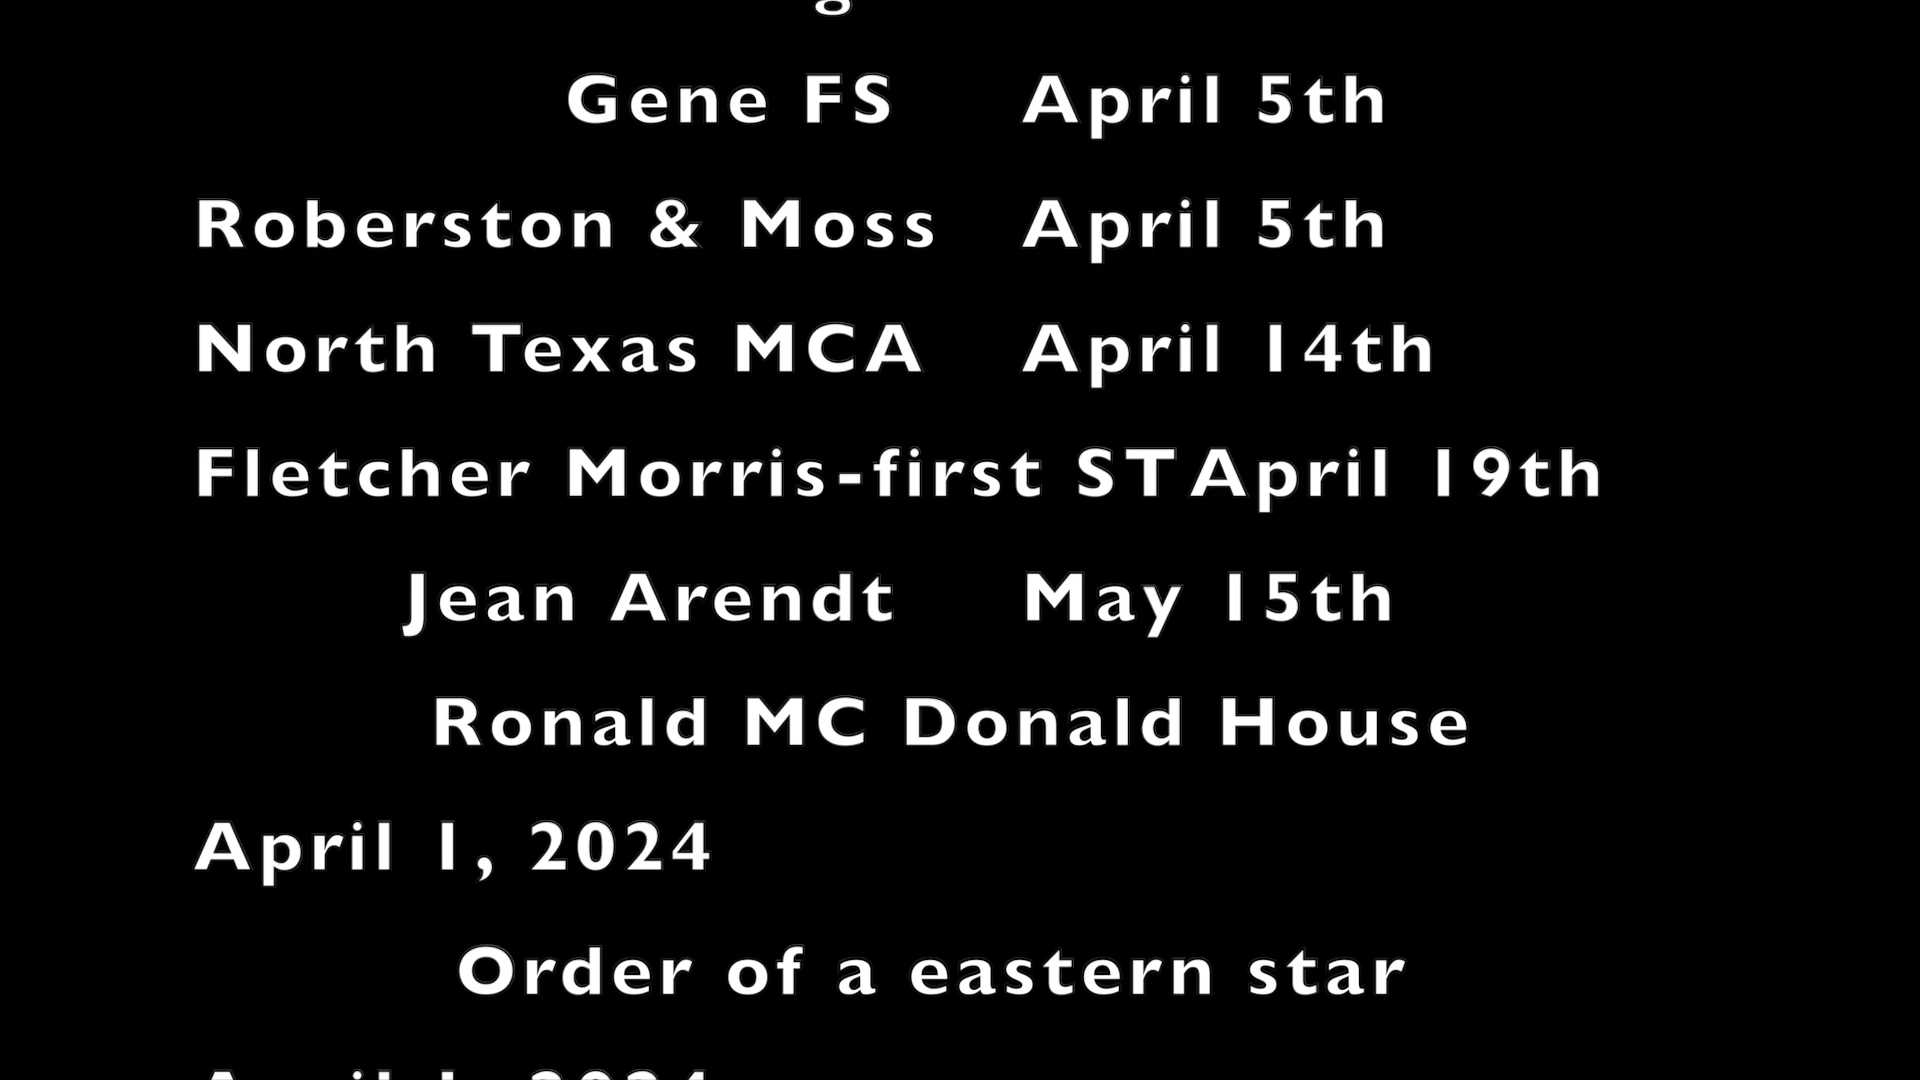 Gene FS April 5th
Roberston & Moss April 5th
North Texas MCA April 14th
Fletcher Morris-first ST April 19th
Jean Arendt May 15th
Ronald MC Donald House
April 1, 2024
Order of a eastern star